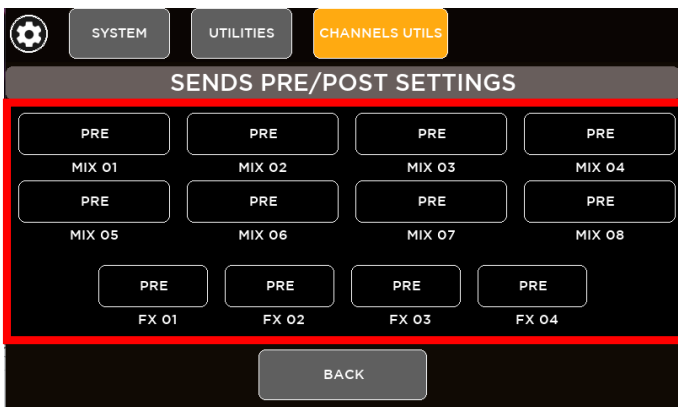 SYSTEM UTILITIES CHANNELS UTILS
SENDS PRE/POST SETTINGS
PRE PRE PRE PRE
MIX 01 MIX 02 MIX 03 MIX 04
PRE PRE PRE PRE
MIX 05 MIX 06 MIX 07 MIX 08
PRE PRE PRE PRE
FX 01 FX 02 FX 03 FX 04
BACK